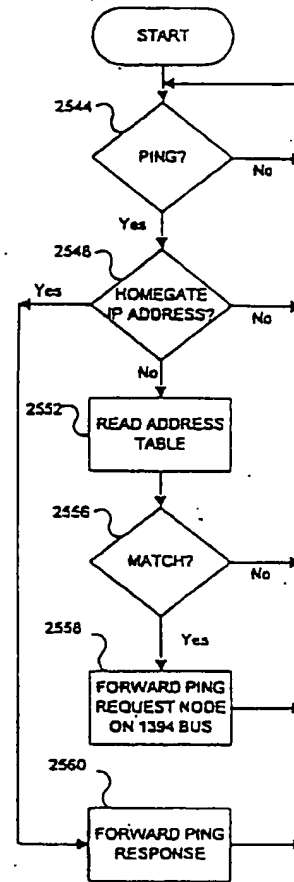 START
2544
PING?
No
Yes
2548
Yes
HOMEGATE
IP ADDRESS?
No
No
2552
READ ADDRESS
TABLE
2556
MATCH?
No
Yes
2558
FORWARD PING
REQUEST NODE
ON 1394 BUS
2560
FORWARD PING
RESPONSE